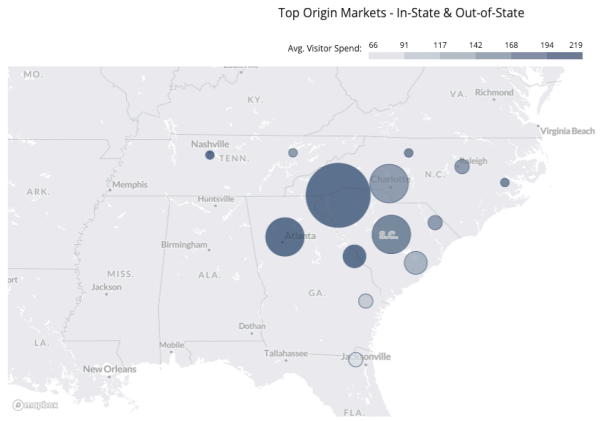 Top Origin Markets - In-State & Out-of-State
Avg. Visitor Spend: 66 91 117 142 168 194 219
MO.
KY.
VA.
Richmond
Virginia Beach
Nashville
TENN.
Raleigh
N.C.
Charlotte
ARK.
Memphis
Huntsville
Atlanta
S.C.
Birmingham
MISS.
ALA.
Jackson
GA.
LA.
Dothan
Mobile
Tallahassee
Jacksonville
New Orleans
mapbox
FLA.